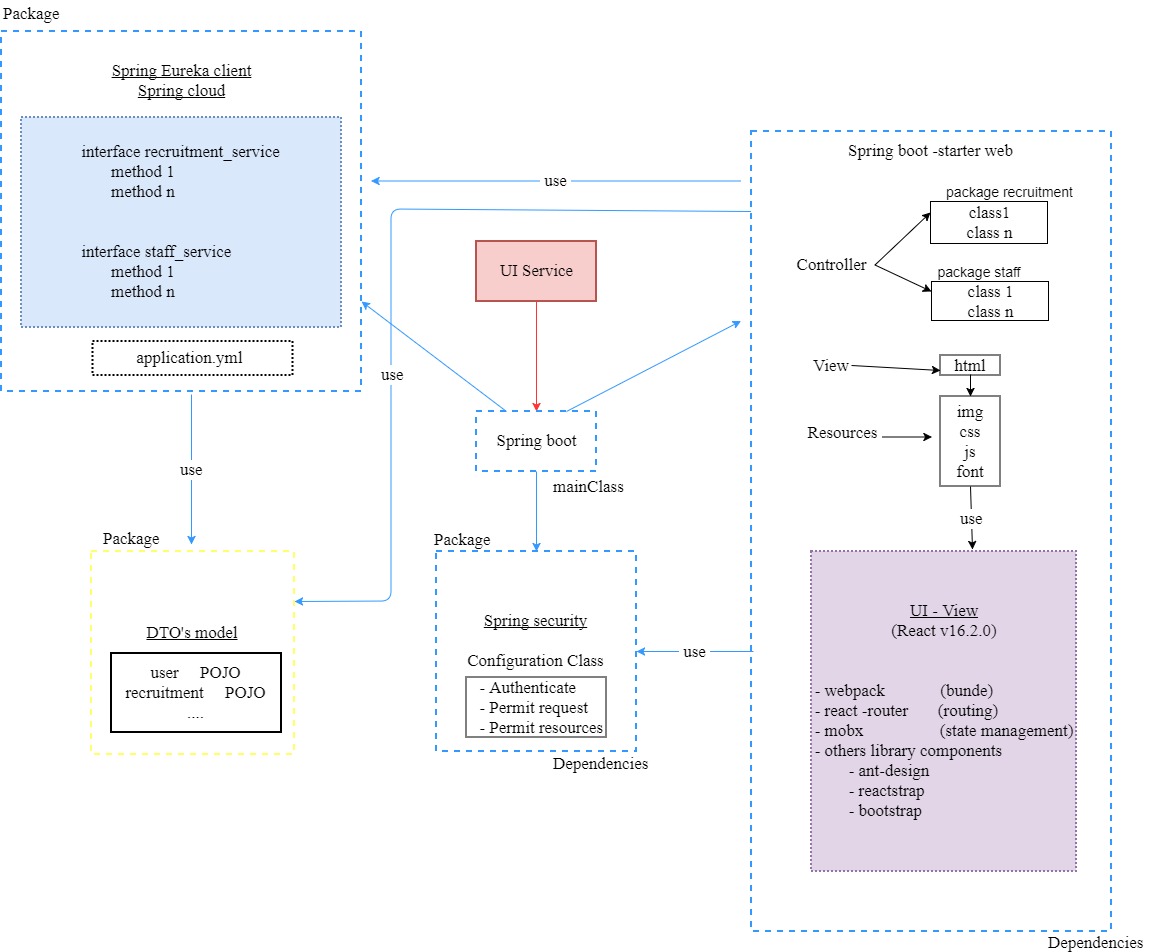 Package
Spring Eureka client
Spring cloud
interface recruitment_service
method 1
method n
interface staff_service
method 1
method n
application.yml
use
use
use
UI Service
Spring boot
mainClass
Package
DTO's model
user POJO
recruitment POJO
....
Package
Spring security
Configuration Class
- Authenticate
- Permit request
- Permit resources
Dependencies
use
Spring boot -starter web
package recruitment
class1
class n
Controller
package staff
class 1
class n
View
html
Resources
img
css
js
font
use
UI - View
(React v16.2.0)
- webpack (bunde)
- react -router (routing)
- mobx (state management)
- others library components
- ant-design
- reactstrap
- bootstrap
Dependencies